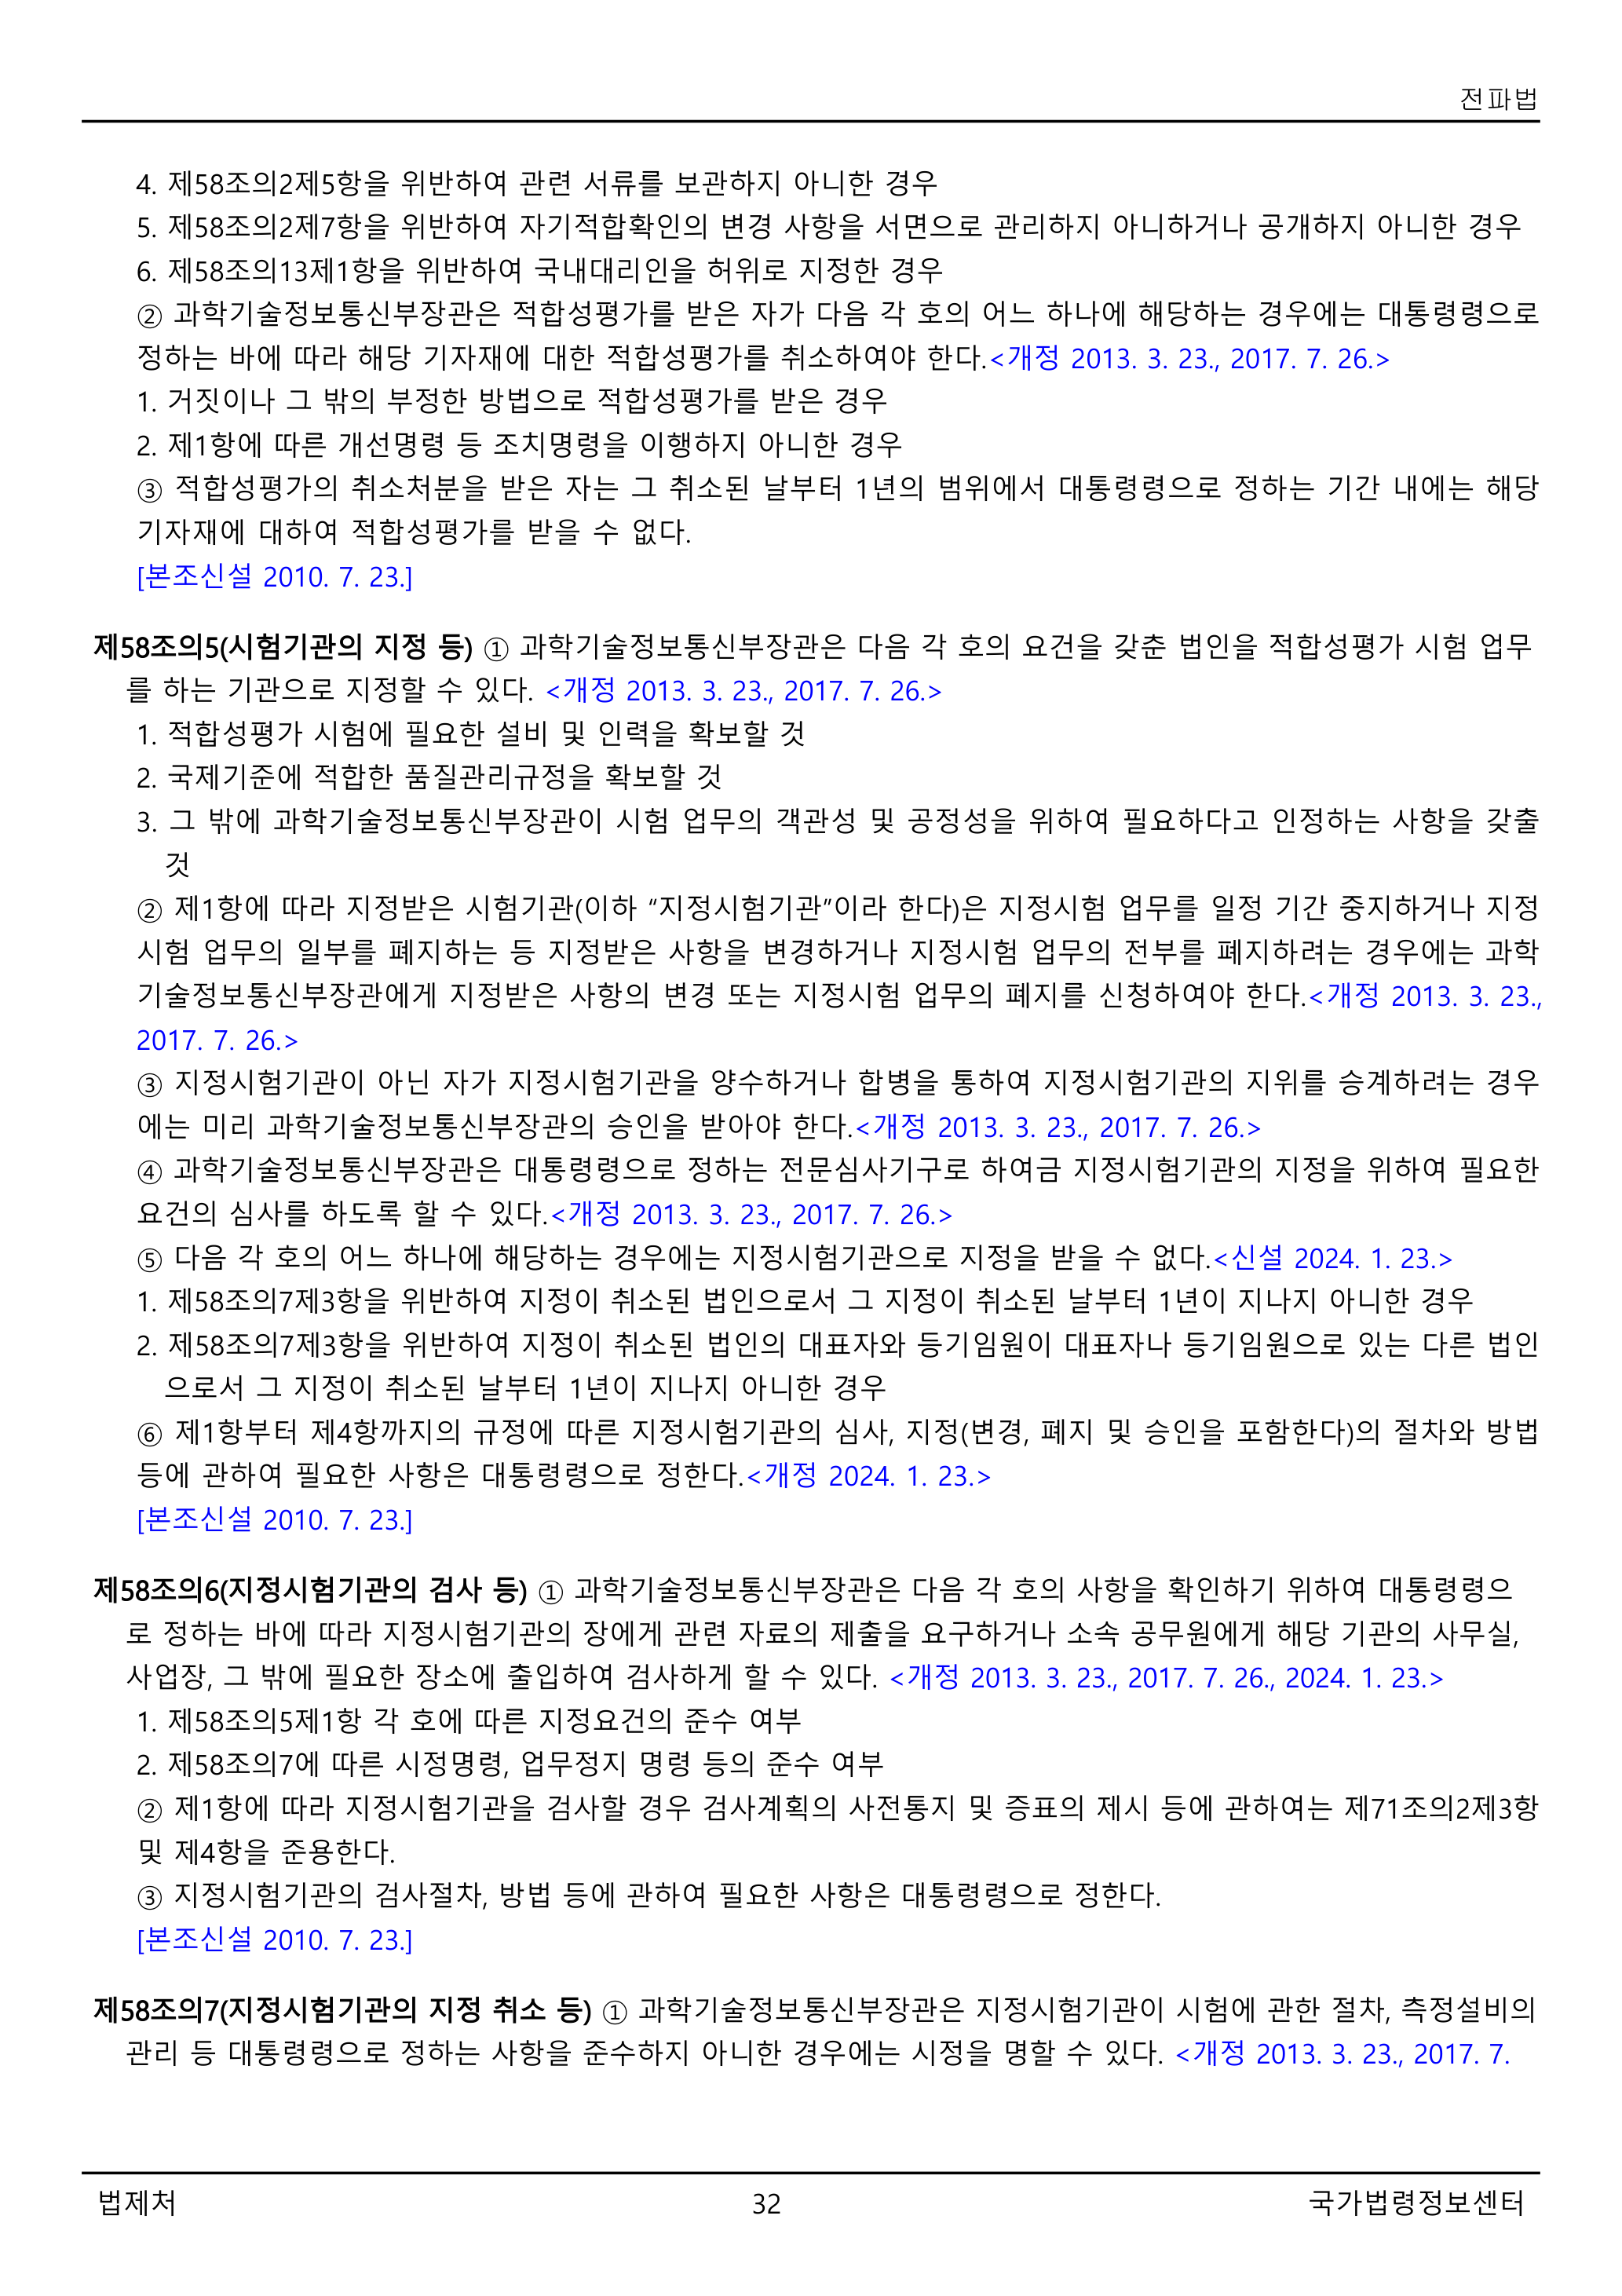 전파법
4. 제58조의2제5항을 위반하여 관련 서류를 보관하지 아니한 경우
5. 제58조의2제7항을 위반하여 자기적합확인의 변경 사항을 서면으로 관리하지 아니하거나 공개하지 아니한 경우
6. 제58조의13제1항을 위반하여 국내대리인을 허위로 지정한 경우
② 과학기술정보통신부장관은 적합성평가를 받은 자가 다음 각 호의 어느 하나에 해당하는 경우에는 대통령령으로
정하는 바에 따라 해당 기자재에 대한 적합성평가를 취소하여야 한다.<개정 2013. 3. 23., 2017. 7. 26.>
1. 거짓이나 그 밖의 부정한 방법으로 적합성평가를 받은 경우
2. 제1항에 따른 개선명령 등 조치명령을 이행하지 아니한 경우
③ 적합성평가의 취소처분을 받은 자는 그 취소된 날부터 1년의 범위에서 대통령령으로 정하는 기간 내에는 해당
기자재에 대하여 적합성평가를 받을 수 없다.
[본조신설 2010. 7. 23.]
제58조의5(시험기관의 지정 등) ① 과학기술정보통신부장관은 다음 각 호의 요건을 갖춘 법인을 적합성평가 시험 업무
를 하는 기관으로 지정할 수 있다. <개정 2013. 3. 23., 2017. 7. 26.>
1. 적합성평가 시험에 필요한 설비 및 인력을 확보할 것
2. 국제기준에 적합한 품질관리규정을 확보할 것
3. 그 밖에 과학기술정보통신부장관이 시험 업무의 객관성 및 공정성을 위하여 필요하다고 인정하는 사항을 갖출
것
② 제1항에 따라 지정받은 시험기관(이하 “지정시험기관”이라 한다)은 지정시험 업무를 일정 기간 중지하거나 지정
시험 업무의 일부를 폐지하는 등 지정받은 사항을 변경하거나 지정시험 업무의 전부를 폐지하려는 경우에는 과학
기술정보통신부장관에게 지정받은 사항의 변경 또는 지정시험 업무의 폐지를 신청하여야 한다.<개정 2013. 3. 23.,
2017. 7. 26.>
③ 지정시험기관이 아닌 자가 지정시험기관을 양수하거나 합병을 통하여 지정시험기관의 지위를 승계하려는 경우
에는 미리 과학기술정보통신부장관의 승인을 받아야 한다.<개정 2013. 3. 23., 2017. 7. 26.>
④ 과학기술정보통신부장관은 대통령령으로 정하는 전문심사기구로 하여금 지정시험기관의 지정을 위하여 필요한
요건의 심사를 하도록 할 수 있다.<개정 2013. 3. 23., 2017. 7. 26.>
⑤ 다음 각 호의 어느 하나에 해당하는 경우에는 지정시험기관으로 지정을 받을 수 없다.<신설 2024. 1. 23.>
1. 제58조의7제3항을 위반하여 지정이 취소된 법인으로서 그 지정이 취소된 날부터 1년이 지나지 아니한 경우
2. 제58조의7제3항을 위반하여 지정이 취소된 법인의 대표자와 등기임원이 대표자나 등기임원으로 있는 다른 법인
으로서 그 지정이 취소된 날부터 1년이 지나지 아니한 경우
⑥ 제1항부터 제4항까지의 규정에 따른 지정시험기관의 심사, 지정(변경, 폐지 및 승인을 포함한다)의 절차와 방법
등에 관하여 필요한 사항은 대통령령으로 정한다.<개정 2024. 1. 23.>
[본조신설 2010. 7. 23.]
제58조의6(지정시험기관의 검사 등) ① 과학기술정보통신부장관은 다음 각 호의 사항을 확인하기 위하여 대통령령으
로 정하는 바에 따라 지정시험기관의 장에게 관련 자료의 제출을 요구하거나 소속 공무원에게 해당 기관의 사무실,
사업장, 그 밖에 필요한 장소에 출입하여 검사하게 할 수 있다. <개정 2013. 3. 23., 2017. 7. 26., 2024. 1. 23.>
1. 제58조의5제1항 각 호에 따른 지정요건의 준수 여부
2. 제58조의7에 따른 시정명령, 업무정지 명령 등의 준수 여부
② 제1항에 따라 지정시험기관을 검사할 경우 검사계획의 사전통지 및 증표의 제시 등에 관하여는 제71조의2제3항
및 제4항을 준용한다.
③ 지정시험기관의 검사절차, 방법 등에 관하여 필요한 사항은 대통령령으로 정한다.
[본조신설 2010. 7. 23.]
제58조의7(지정시험기관의 지정 취소 등) ① 과학기술정보통신부장관은 지정시험기관이 시험에 관한 절차, 측정설비의
관리 등 대통령령으로 정하는 사항을 준수하지 아니한 경우에는 시정을 명할 수 있다. <개정 2013. 3. 23., 2017. 7.
법제처 32 국가법령정보센터